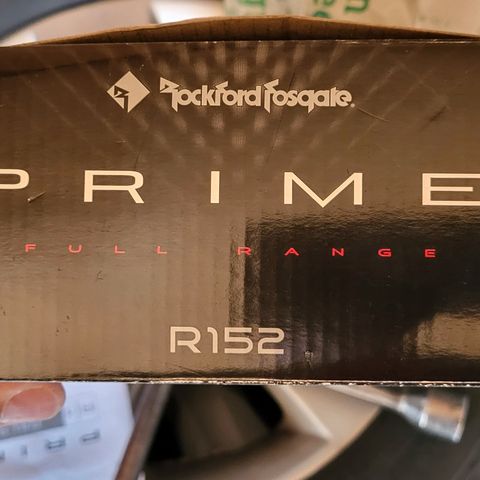 Rockford Fosgate.
PRIME
FULL RANGE
R152